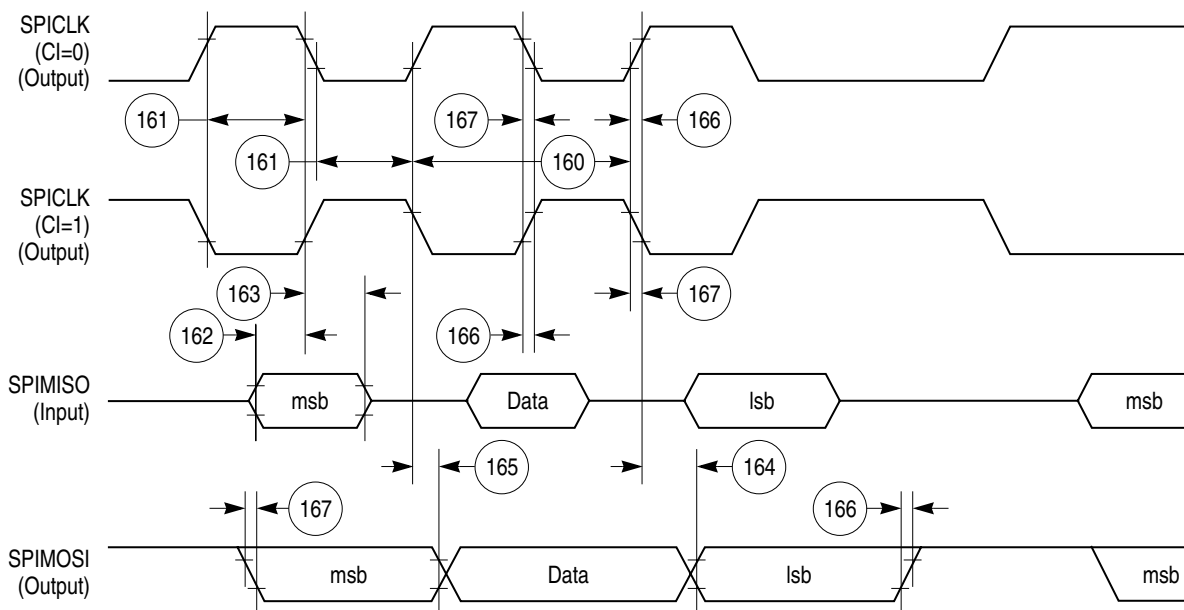 SPICLK
(CI=0)
(Output)
161
167
166
161
160
SPICLK
(CI=1)
(Output)
163
167
162
166
SPIMISO
(Input)
msb
Data
lsb
msb
165
164
167
166
SPIMOSI
(Output)
msb
Data
lsb
msb